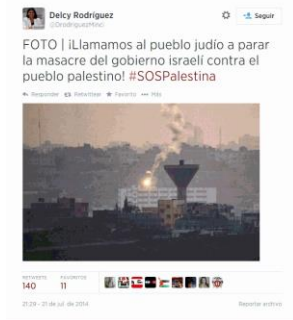 Delcy Rodríguez
@DrodriguezMinci
Seguir
FOTO | ¡Llamamos al pueblo judío a parar
la masacre del gobierno israelí contra el
pueblo palestino! #SOSPalestina
Responder Retwittear Favorito Más
RETWEETS FAVORITOS
140 11
21:29 - 21 de jul. de 2014
Reportar archivo